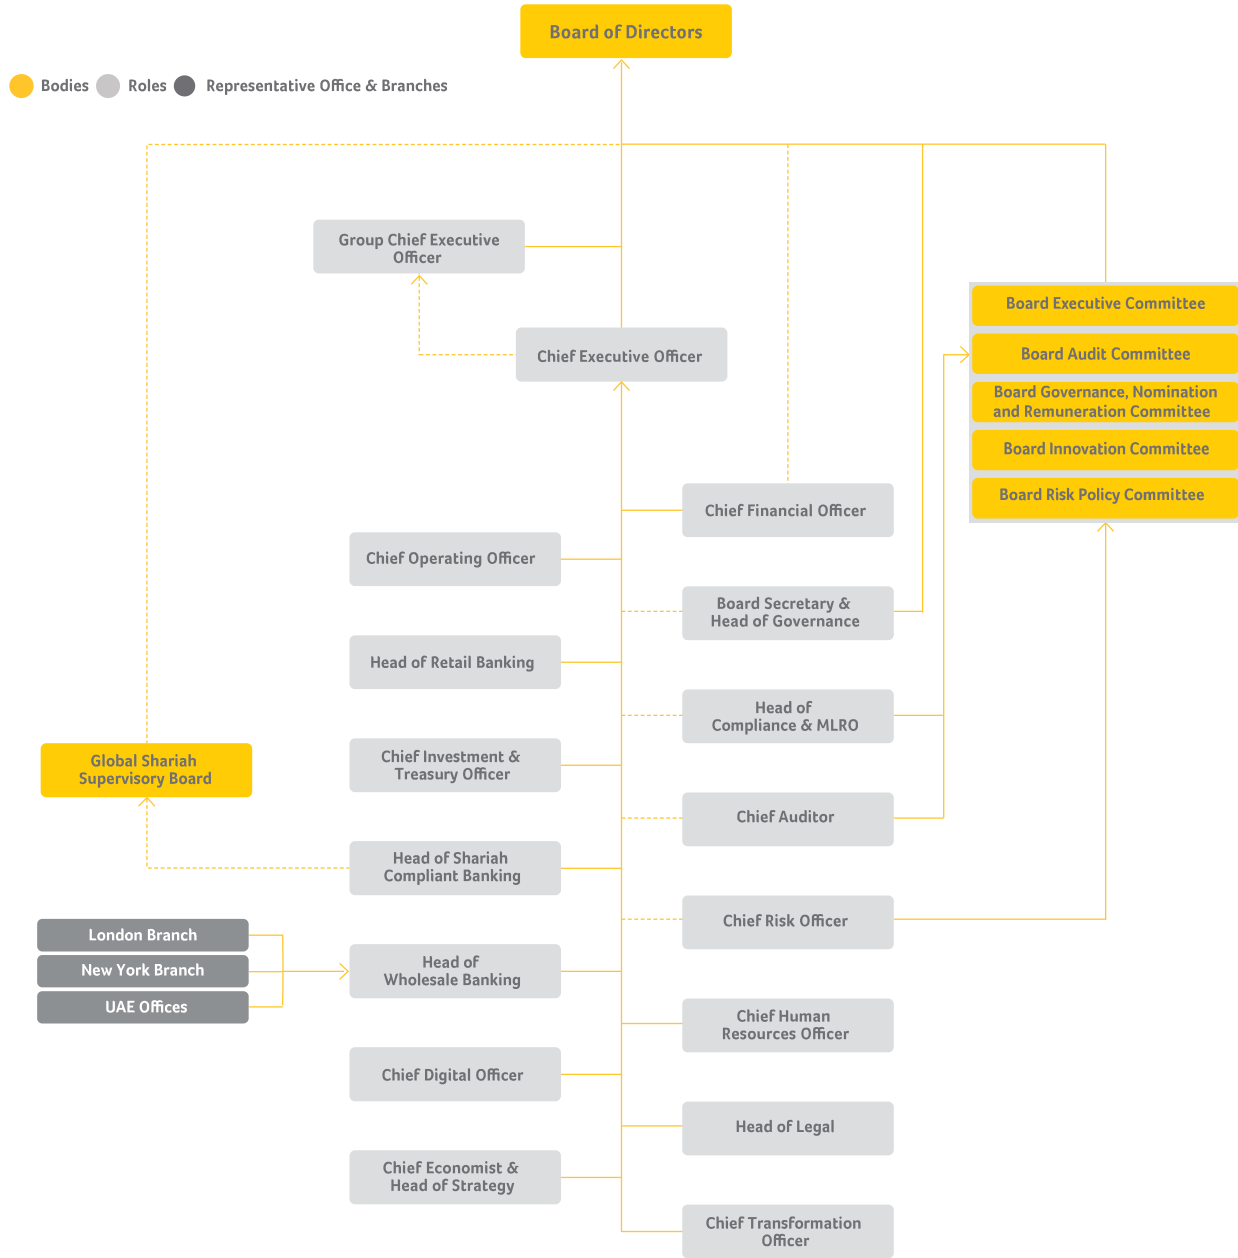 Board of Directors
Bodies
Roles
Representative Office & Branches
Group Chief Executive
Officer
Chief Executive Officer
Board Executive Committee
Board Audit Committee
Board Governance, Nomination
and Remuneration Committee
Board Innovation Committee
Board Risk Policy Committee
Chief Financial Officer
Chief Operating Officer
Board Secretary &
Head of Governance
Head of Retail Banking
Head of
Compliance & MLRO
Global Shariah
Supervisory Board
Chief Investment &
Treasury Officer
Chief Auditor
Head of Shariah
Compliant Banking
Chief Risk Officer
London Branch
New York Branch
UAE Offices
Head of
Wholesale Banking
Chief Human
Resources Officer
Chief Digital Officer
Head of Legal
Chief Economist &
Head of Strategy
Chief Transformation
Officer